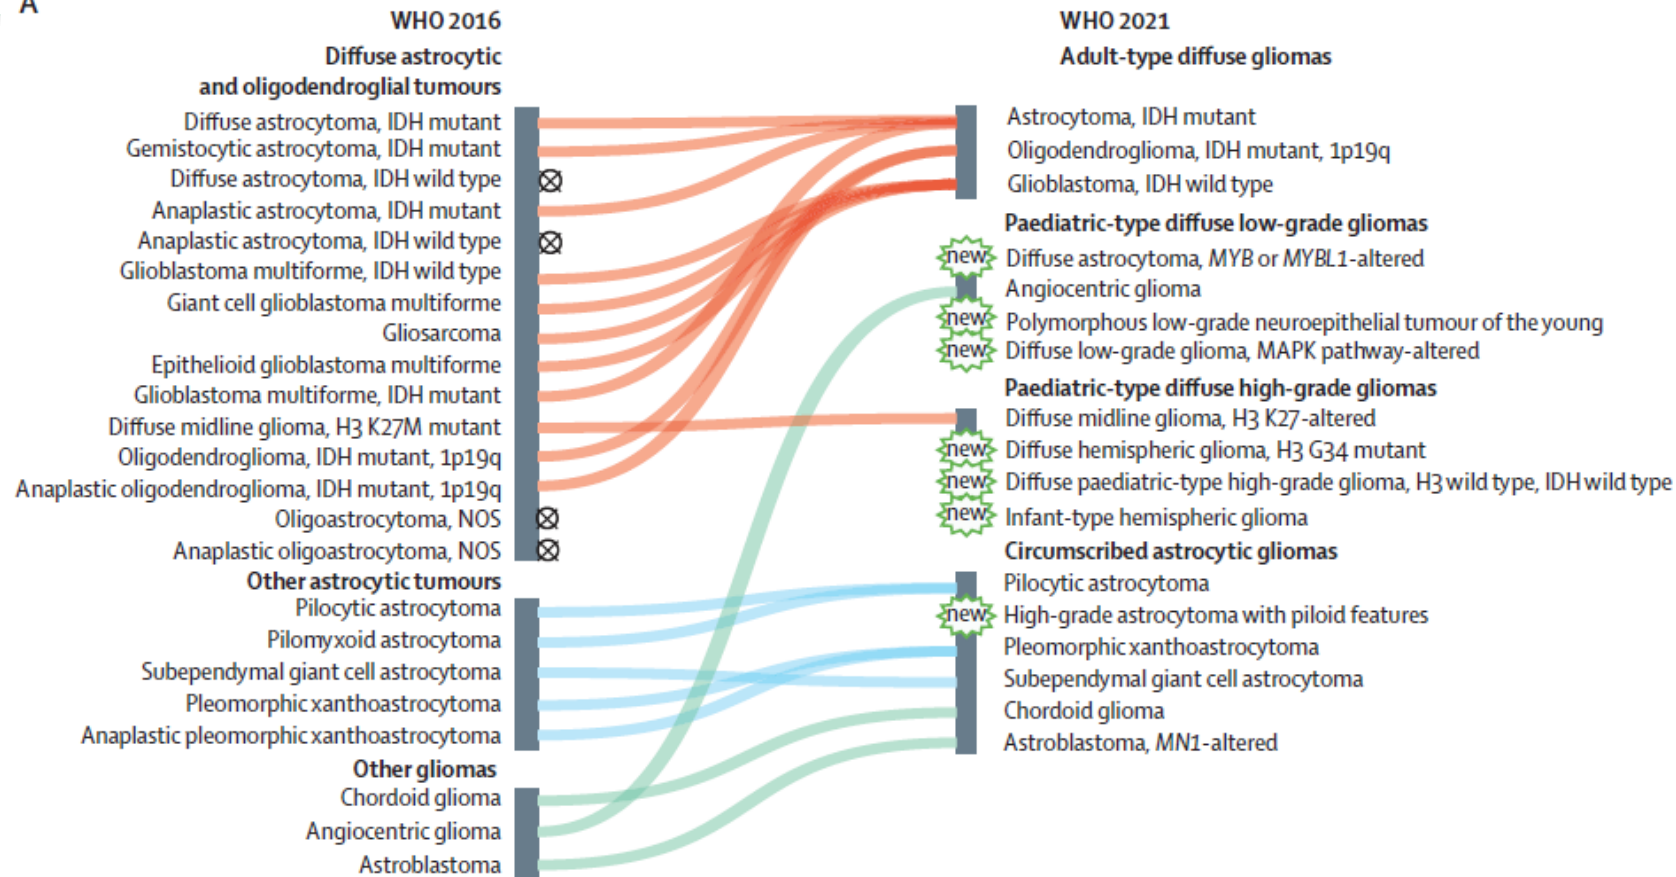 A
WHO 2016
Diffuse astrocytic
and oligodendroglial tumours
Diffuse astrocytoma, IDH mutant
Gemistocytic astrocytoma, IDH mutant
Diffuse astrocytoma, IDH wild type
Anaplastic astrocytoma, IDH mutant
Anaplastic astrocytoma, IDH wild type
Glioblastoma multiforme, IDH wild type
Giant cell glioblastoma multiforme
Gliosarcoma
Epithelioid glioblastoma multiforme
Glioblastoma multiforme, IDH mutant
Diffuse midline glioma, H3 K27M mutant
Oligodendroglioma, IDH mutant, 1p19q
Anaplastic oligodendroglioma, IDH mutant, 1p19q
Oligoastrocytoma, NOS
Anaplastic oligoastrocytoma, NOS
Other astrocytic tumours
Pilocytic astrocytoma
Pilomyxoid astrocytoma
Subependymal giant cell astrocytoma
Pleomorphic xanthoastrocytoma
Anaplastic pleomorphic xanthoastrocytoma
Other gliomas
Chordoid glioma
Angiocentric glioma
Astroblastoma
WHO 2021
Adult-type diffuse gliomas
Astrocytoma, IDH mutant
Oligodendroglioma, IDH mutant, 1p19q
Glioblastoma, IDH wild type
Paediatric-type diffuse low-grade gliomas
new Diffuse astrocytoma, MYB or MYBL1-altered
Angiocentric glioma
new Polymorphous low-grade neuroepithelial tumour of the young
new Diffuse low-grade glioma, MAPK pathway-altered
Paediatric-type diffuse high-grade gliomas
Diffuse midline glioma, H3 K27-altered
new Diffuse hemispheric glioma, H3 G34 mutant
new Diffuse paediatric-type high-grade glioma, H3 wild type, IDH wild type
new Infant-type hemispheric glioma
Circumscribed astrocytic gliomas
Pilocytic astrocytoma
new High-grade astrocytoma with piloid features
Pleomorphic xanthoastrocytoma
Subependymal giant cell astrocytoma
Chordoid glioma
Astroblastoma, MN1-altered